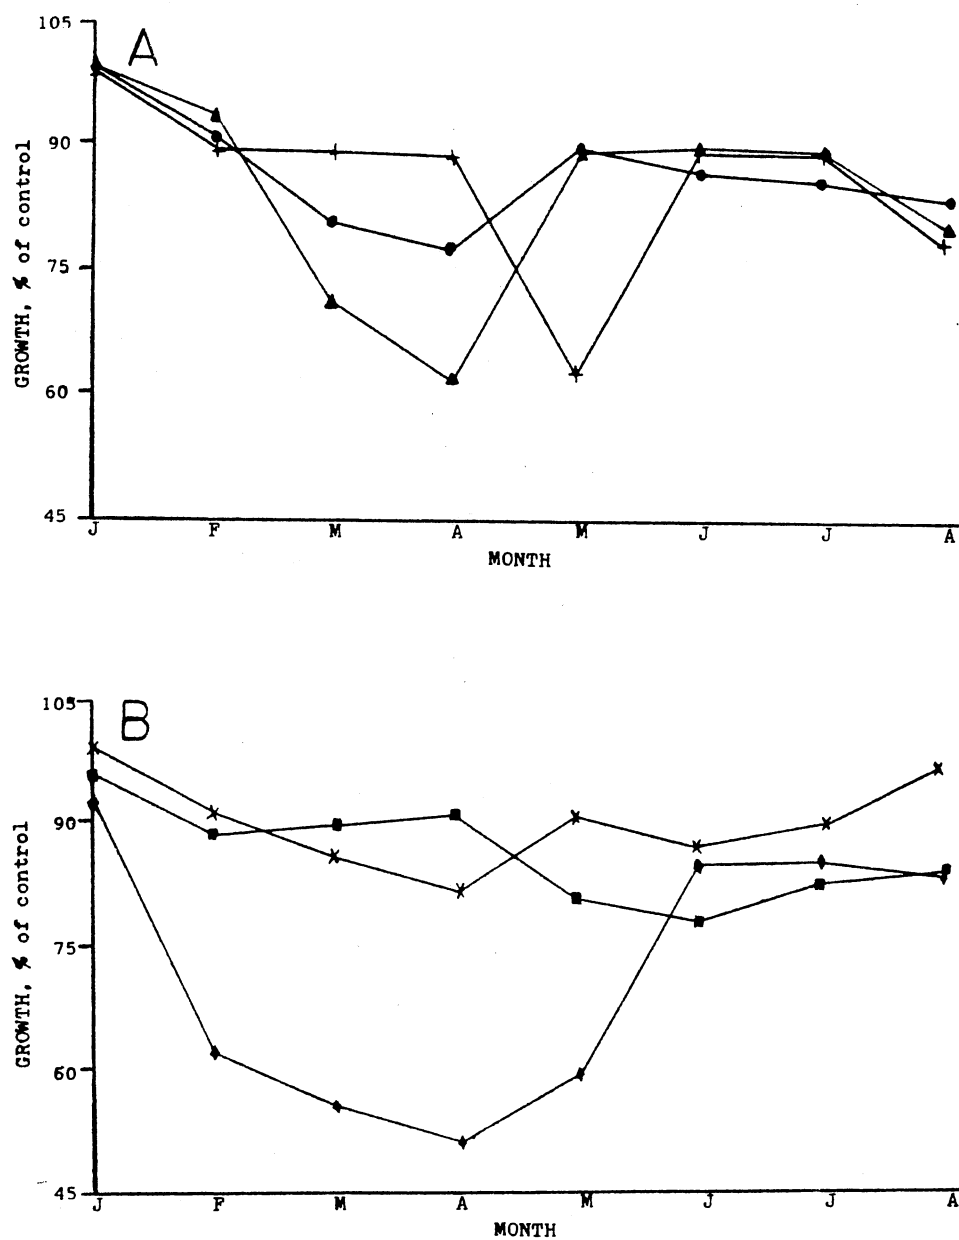 105
A
90
75
60
45
GROWTH, % of control
J F M A M J J A
MONTH
105
B
90
75
60
45
GROWTH, % of control
J F M A M J J A
MONTH